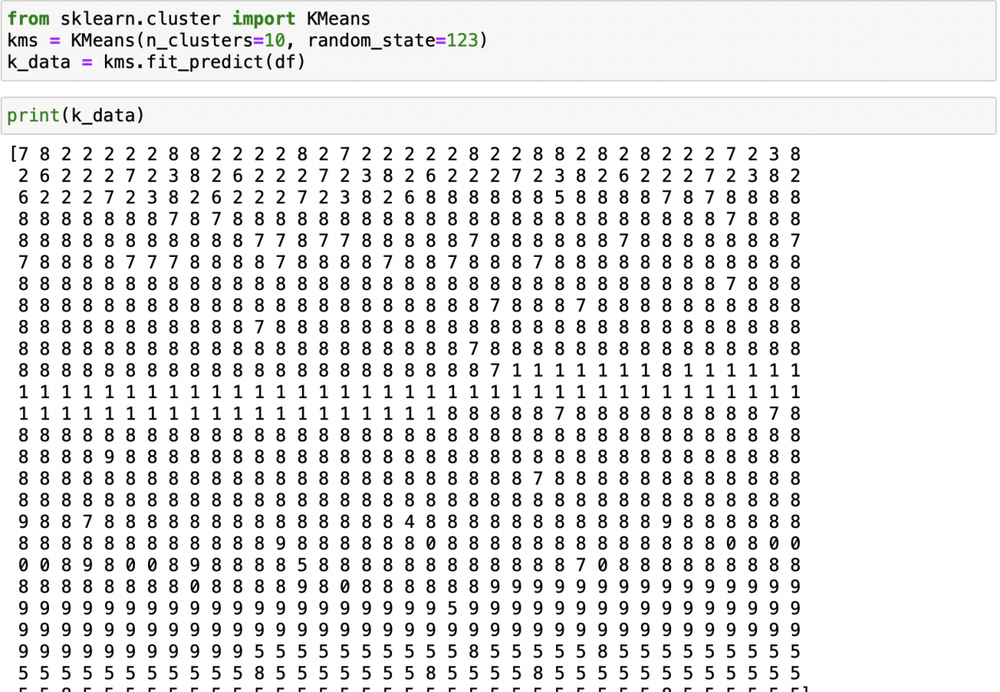 from sklearn.cluster import KMeans
kms = KMeans(n_clusters=10, random_state=123)
k_data = kms.fit_predict(df)
print(k_data)
[7 8 2 2 2 2 2 8 8 2 2 2 2 8 2 7 2 2 2 2 2 8 2 2 8 8 2 8 2 8 2 2 2 7 2 3 8
2 6 2 2 2 7 2 3 8 2 6 2 2 2 7 2 3 8 2 6 2 2 2 7 2 3 8 2 6 2 2 2 7 2 3 8 2
6 2 2 2 7 2 3 8 2 6 2 2 2 7 2 3 8 2 6 8 8 8 8 8 8 5 8 8 8 8 7 8 7 8 8 8 8
8 8 8 8 8 8 8 7 8 7 8 8 8 8 8 8 8 8 8 8 8 8 8 8 8 8 8 8 8 8 8 8 8 7 8 8 8
8 8 8 8 8 8 8 8 8 8 8 7 7 8 7 7 8 8 8 8 8 7 8 8 8 8 8 8 7 8 8 8 8 8 8 8 7
7 8 8 8 8 7 7 7 8 8 8 8 7 8 8 8 8 7 8 8 7 8 8 8 7 8 8 8 8 8 8 8 8 8 8 8 8
8 8 8 8 8 8 8 8 8 8 8 8 8 8 8 8 8 8 8 8 8 8 8 8 8 8 8 8 8 8 8 8 8 7 8 8 8
8 8 8 8 8 8 8 8 8 8 8 8 8 8 8 8 8 8 8 8 8 8 7 8 8 8 7 8 8 8 8 8 8 8 8 8 8
8 8 8 8 8 8 8 8 8 8 8 7 8 8 8 8 8 8 8 8 8 8 8 8 8 8 8 8 8 8 8 8 8 8 8 8 8
8 8 8 8 8 8 8 8 8 8 8 8 8 8 8 8 8 8 8 8 8 7 8 8 8 8 8 8 8 8 8 8 8 8 8 8 8
8 8 8 8 8 8 8 8 8 8 8 8 8 8 8 8 8 8 8 8 8 8 7 1 1 1 1 1 1 1 8 1 1 1 1 1 1
1 1 1 1 1 1 1 1 1 1 1 1 1 1 1 1 1 1 1 1 1 1 1 1 1 1 1 1 1 1 1 1 1 1 1 1 1
1 1 1 1 1 1 1 1 1 1 1 1 1 1 1 1 1 1 1 1 8 8 8 8 8 7 8 8 8 8 8 8 8 8 8 7 8
8 8 8 8 8 8 8 8 8 8 8 8 8 8 8 8 8 8 8 8 8 8 8 8 8 8 8 8 8 8 8 8 8 8 8 8 8
8 8 8 8 9 8 8 8 8 8 8 8 8 8 8 8 8 8 8 8 8 8 8 8 8 8 8 8 8 8 8 8 8 8 8 8 8
8 8 8 8 8 8 8 8 8 8 8 8 8 8 8 8 8 8 8 8 8 8 8 8 7 8 8 8 8 8 8 8 8 8 8 8 8
8 8 8 8 8 8 8 8 8 8 8 8 8 8 8 8 8 8 8 8 8 8 8 8 8 8 8 8 8 8 8 8 8 8 8 8 8
9 8 8 7 8 8 8 8 8 8 8 8 8 8 8 8 8 8 4 8 8 8 8 8 8 8 8 8 8 8 9 8 8 8 8 8 8
8 8 8 8 8 8 8 8 8 8 8 8 9 8 8 8 8 8 8 0 8 8 8 8 8 8 8 8 8 8 8 8 8 0 8 0 0
0 0 8 9 8 0 0 8 9 8 8 8 8 5 8 8 8 8 8 8 8 8 8 8 8 8 7 0 8 8 8 8 8 8 8 8 8
8 8 8 8 8 8 8 8 0 8 8 8 8 9 8 0 8 8 8 8 8 8 9 9 9 9 9 9 9 9 9 9 9 9 9 9 9
9 9 9 9 9 9 9 9 9 9 9 9 9 9 9 9 9 9 9 9 5 9 9 9 9 9 9 9 9 9 9 9 9 9 9 9 9
9 9 9 9 9 9 9 9 9 9 9 9 9 9 9 9 9 9 9 9 9 9 9 9 9 9 9 9 9 9 9 9 9 9 9 9 9
9 9 9 9 9 9 9 9 9 9 9 5 5 5 5 5 5 5 5 5 5 8 5 5 5 5 5 8 5 5 5 5 5 5 5 5 5
5 5 5 5 5 5 5 5 5 5 5 8 5 5 5 5 5 5 5 8 5 5 5 5 8 5 5 5 5 5 5 5 5 5 5 5 5